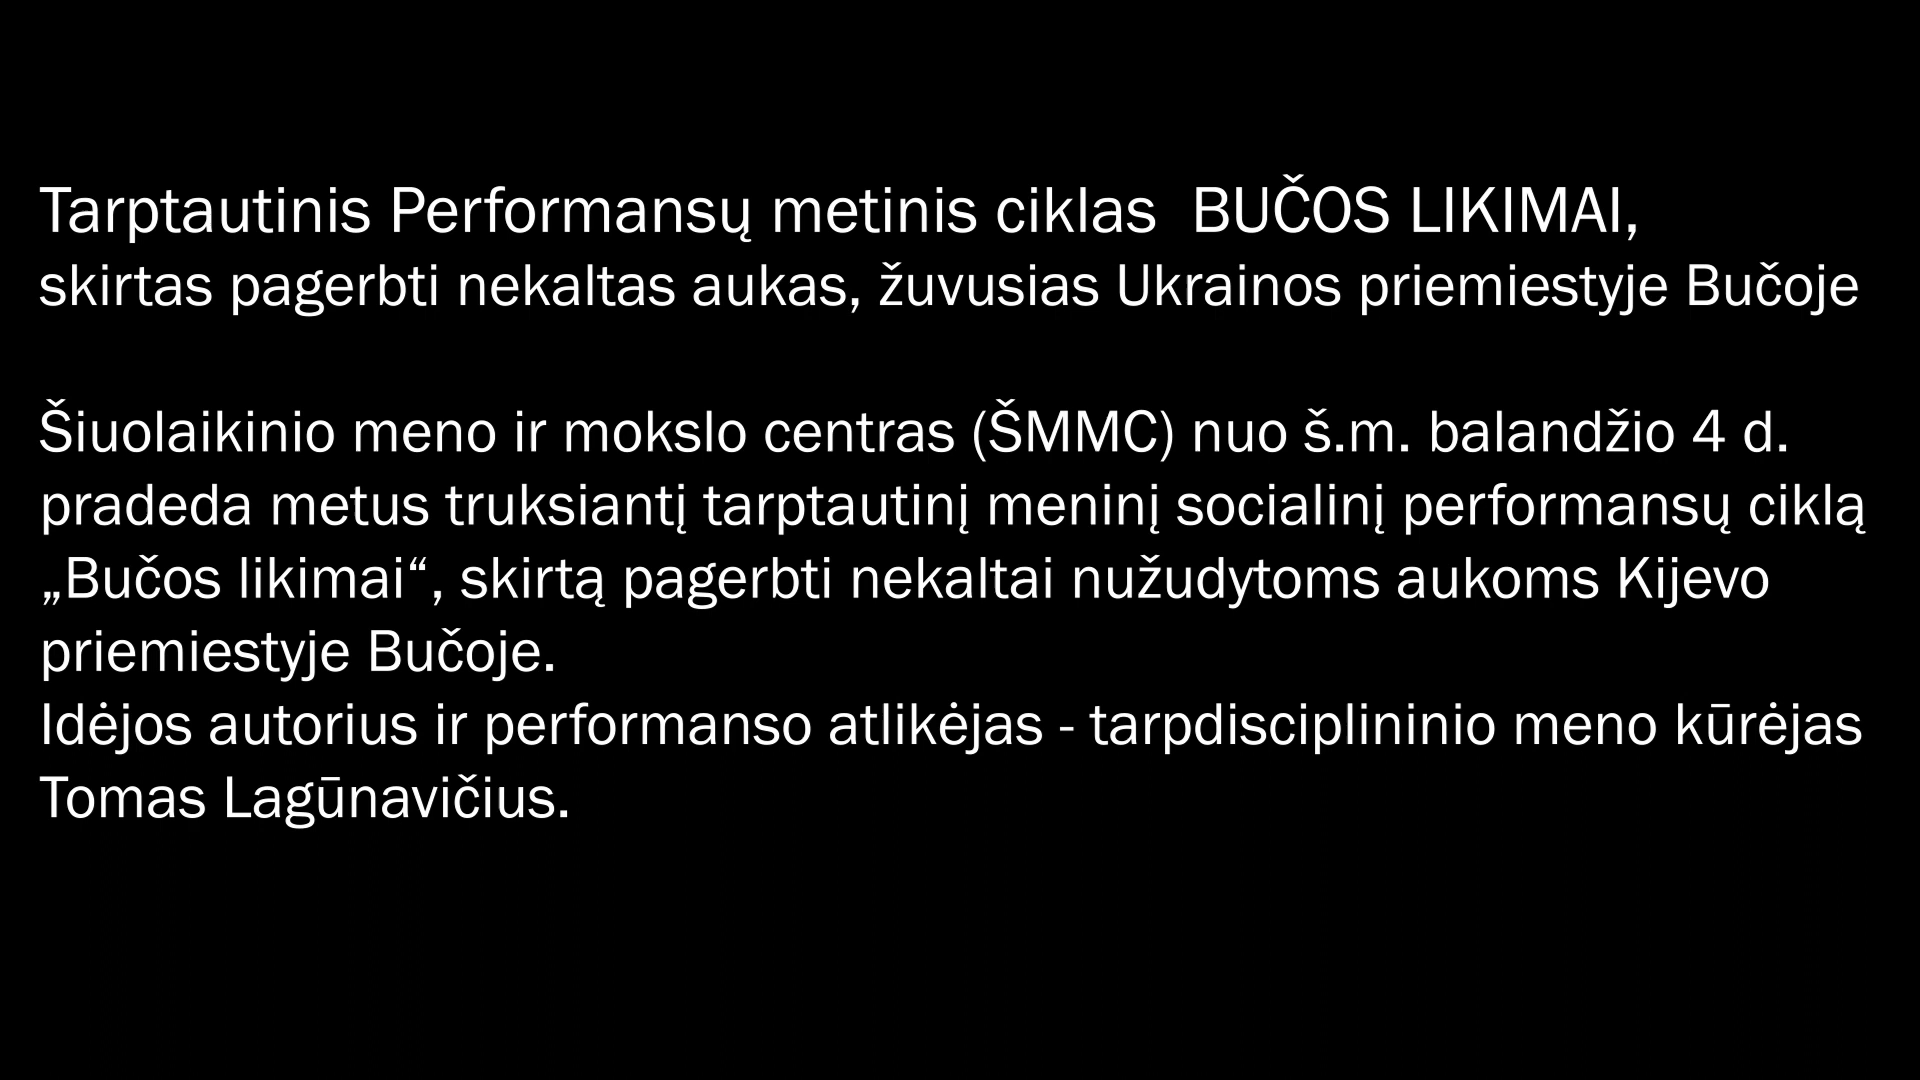 Tarptautinis Performansų metinis ciklas  BUČOS LIKIMAI,
skirtas pagerbti nekaltas aukas, žuvusias Ukrainos priemiestyje Bučoje
Šiuolaikinio meno ir mokslo centras (ŠMMC) nuo š.m. balandžio 4 d.
pradeda metus truksiantį tarptautinį meninį socialinį performansų ciklą
„Bučos likimai“, skirtą pagerbti nekaltai nužudytoms aukoms Kijevo
priemiestyje Bučoje.
Idėjos autorius ir performanso atlikėjas - tarpdisciplininio meno kūrėjas
Tomas Lagūnavičius.